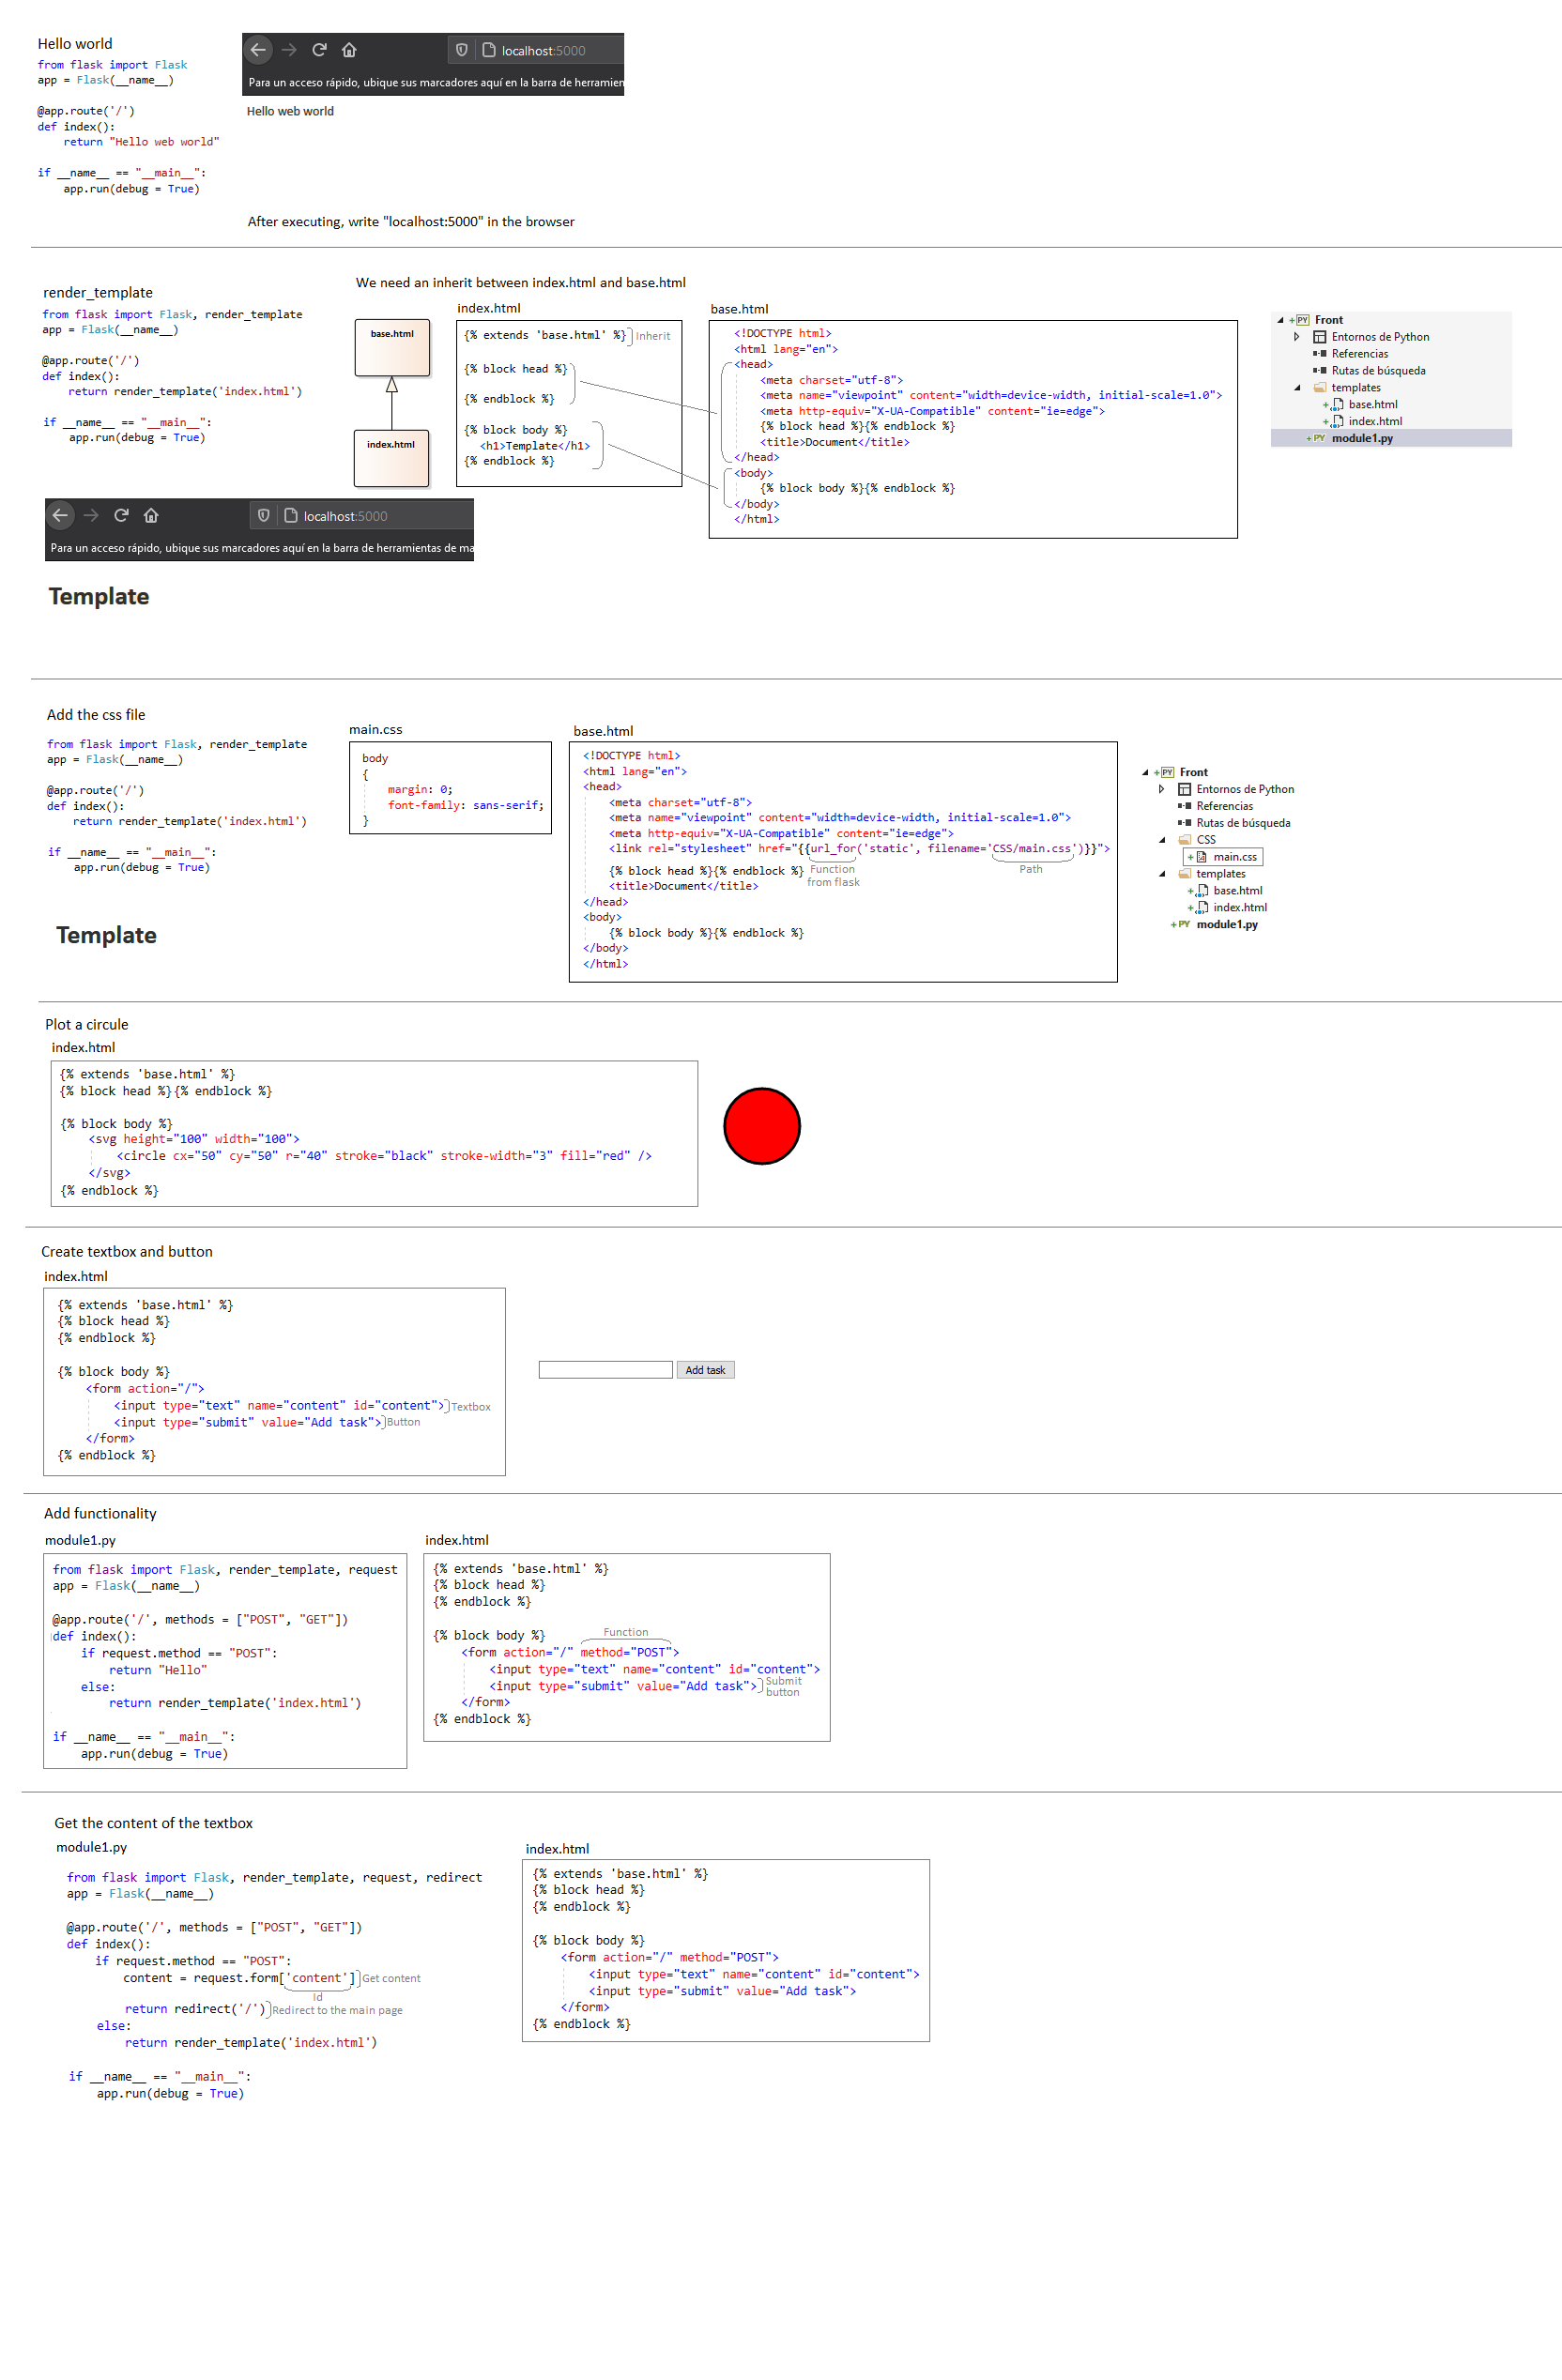 Hello world
from flask import Flask
app = Flask(__name__)
@app.route('/')
def index():
return "Hello web world"
if __name__ == "__main__":
app.run(debug = True)
localhost:5000
Para un acceso rápido, ubique sus marcadores aquí en la barra de herramien
Hello web world
After executing, write "localhost:5000" in the browser
render_template
from flask import Flask, render_template
app = Flask(__name__)
@app.route('/')
def index():
return render_template('index.html')
if __name__ == "__main__":
app.run(debug = True)
We need an inherit between index.html and base.html
base.html
index.html
index.html
{% extends 'base.html' %}
Inherit
{% block head %}
{% endblock %}
{% block body %}
<h1>Template</h1>
{% endblock %}
base.html
<!DOCTYPE html>
<html lang="en">
<head>
<meta charset="utf-8">
<meta name="viewpoint" content="width=device-width, initial-scale=1.0">
<meta http-equiv="X-UA-Compatible" content="ie=edge">
{% block head %}{% endblock %}
<title>Document</title>
</head>
<body>
{% block body %}{% endblock %}
</body>
</html>
Front
Entornos de Python
Referencias
Rutas de búsqueda
templates
base.html
index.html
module1.py
localhost:5000
Para un acceso rápido, ubique sus marcadores aquí en la barra de herramientas de ma
Template
Add the css file
from flask import Flask, render_template
app = Flask(__name__)
@app.route('/')
def index():
return render_template('index.html')
if __name__ == "__main__":
app.run(debug = True)
Template
main.css
body
{
margin: 0;
font-family: sans-serif;
}
base.html
<!DOCTYPE html>
<html lang="en">
<head>
<meta charset="utf-8">
<meta name="viewpoint" content="width=device-width, initial-scale=1.0">
<meta http-equiv="X-UA-Compatible" content="ie=edge">
<link rel="stylesheet" href="{{url_for('static', filename='CSS/main.css')}}">
Function
from flask
Path
{% block head %}{% endblock %}
<title>Document</title>
</head>
<body>
{% block body %}{% endblock %}
</body>
</html>
Front
Entornos de Python
Referencias
Rutas de búsqueda
CSS
main.css
templates
base.html
index.html
module1.py
Plot a circule
index.html
{% extends 'base.html' %}
{% block head %}{% endblock %}
{% block body %}
<svg height="100" width="100">
<circle cx="50" cy="50" r="40" stroke="black" stroke-width="3" fill="red" />
</svg>
{% endblock %}
Create textbox and button
index.html
{% extends 'base.html' %}
{% block head %}
{% endblock %}
{% block body %}
<form action="/">
<input type="text" name="content" id="content">
Textbox
<input type="submit" value="Add task">
Button
</form>
{% endblock %}
Add task
Add functionality
module1.py
from flask import Flask, render_template, request
app = Flask(__name__)
@app.route('/', methods = ["POST", "GET"])
def index():
if request.method == "POST":
return "Hello"
else:
return render_template('index.html')
if __name__ == "__main__":
app.run(debug = True)
index.html
{% extends 'base.html' %}
{% block head %}
{% endblock %}
{% block body %}
Function
<form action="/" method="POST">
<input type="text" name="content" id="content">
<input type="submit" value="Add task">
Submit
button
</form>
{% endblock %}
Get the content of the textbox
module1.py
from flask import Flask, render_template, request, redirect
app = Flask(__name__)
@app.route('/', methods = ["POST", "GET"])
def index():
if request.method == "POST":
content = request.form['content']
Get content
Id
return redirect('/')
Redirect to the main page
else:
return render_template('index.html')
if __name__ == "__main__":
app.run(debug = True)
index.html
{% extends 'base.html' %}
{% block head %}
{% endblock %}
{% block body %}
<form action="/" method="POST">
<input type="text" name="content" id="content">
<input type="submit" value="Add task">
</form>
{% endblock %}